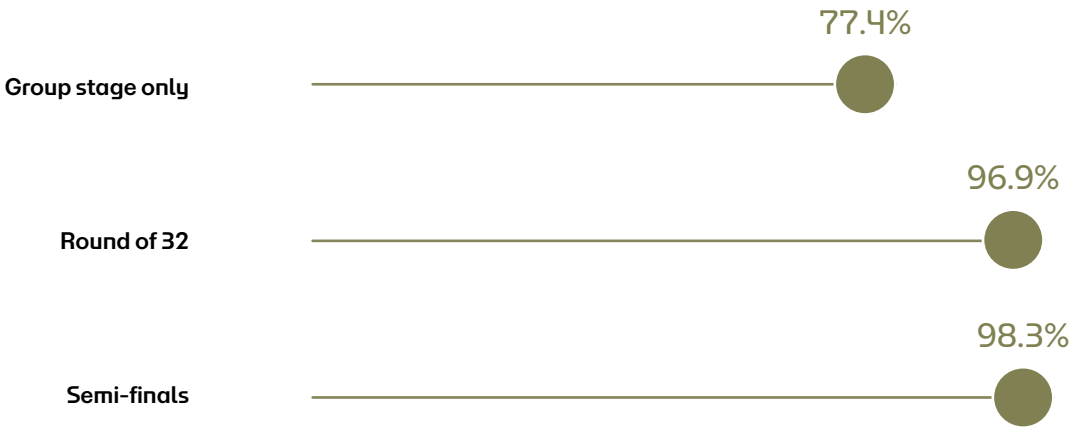 77.4%
Group stage only
96.9%
Round of 32
98.3%
Semi-finals